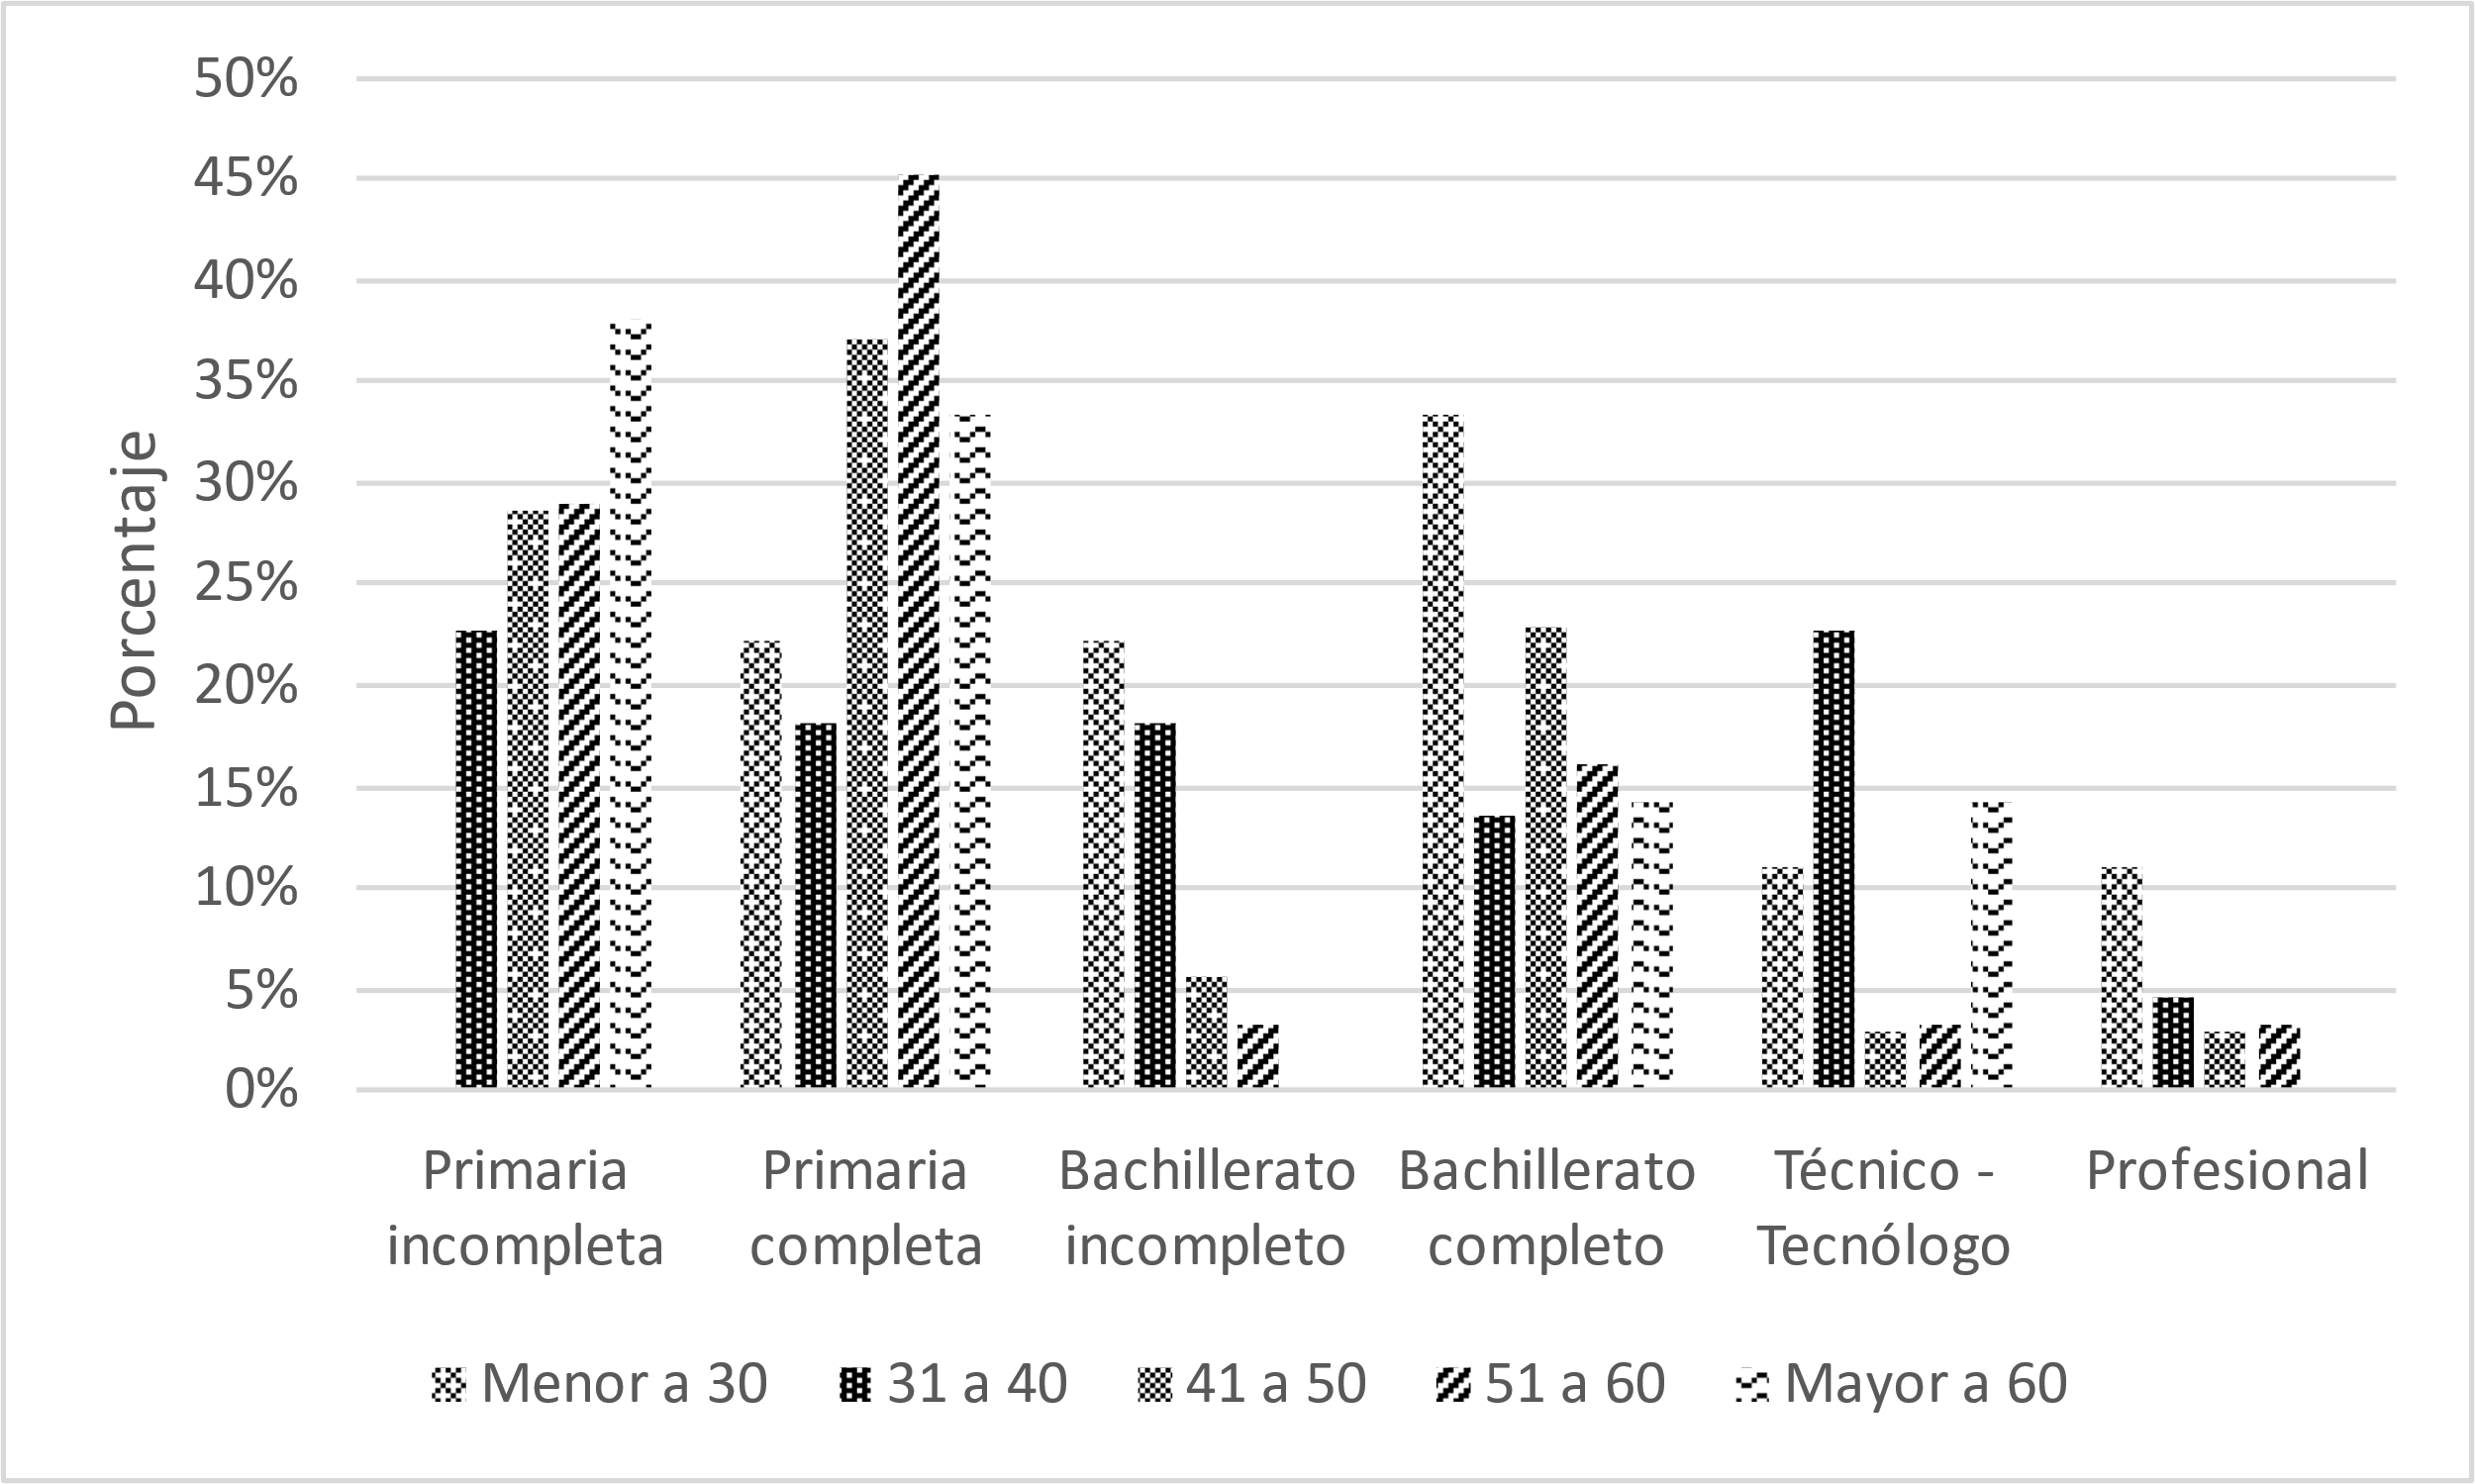 50%
45%
40%
35%
30%
25%
20%
15%
10%
5%
0%
Porcentaje
Primaria incompleta
Primaria completa
Bachillerato incompleto
Bachillerato completo
Técnico - Tecnólogo
Profesional
Menor a 30
31 a 40
41 a 50
51 a 60
Mayor a 60